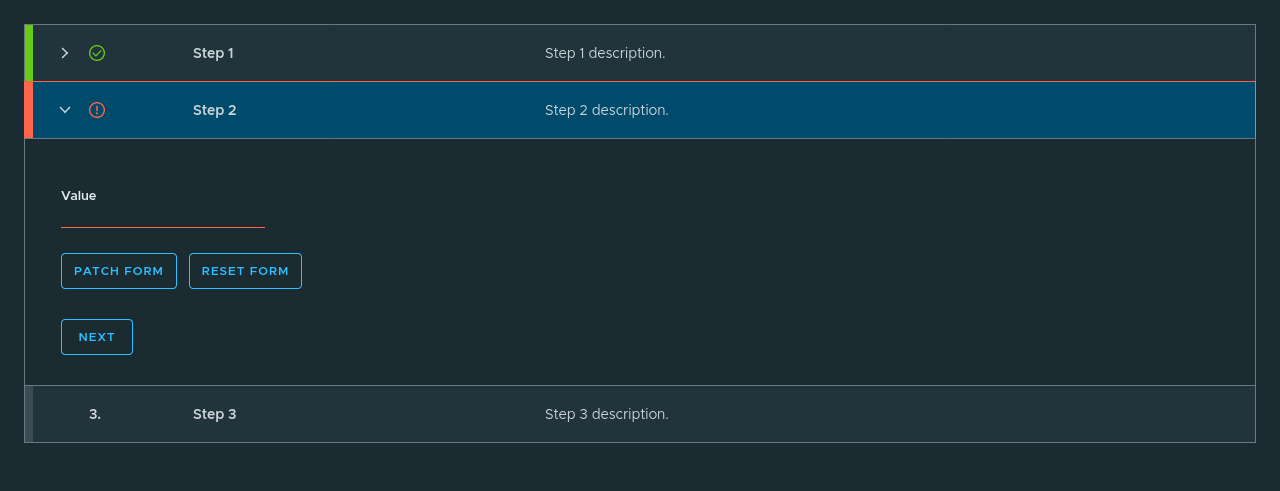 Step 1 Step 1 description.
Step 2 Step 2 description.
Value
PATCH FORM RESET FORM
NEXT
3. Step 3 Step 3 description.